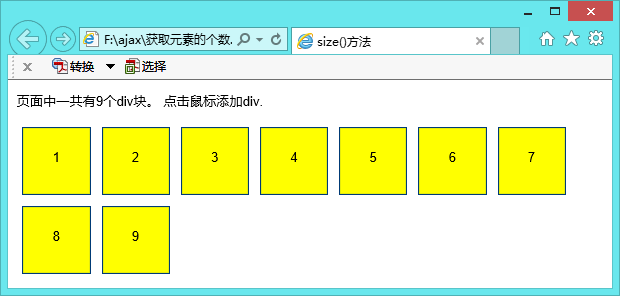 F:\ajax\获取元素的个数.
size()方法
转换 选择
页面中一共有9个div块。 点击鼠标添加div.
1 2 3 4 5 6 7
8 9